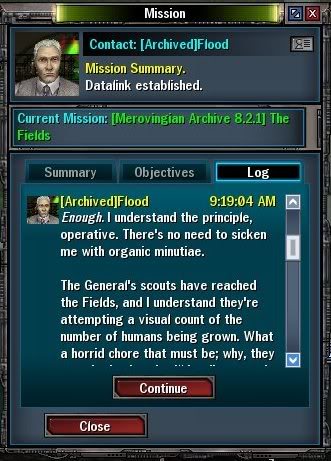 Mission
Contact: [Archived]Flood
Mission Summary.
Datalink established.
Current Mission: [Merovingian Archive 8.2.1] The
Fields
Summary
Objectives
Log
[Archived]Flood 9:19:04 AM
Enough. I understand the principle,
operative. There's no need to sicken
me with organic minutiae.
The General's scouts have reached
the Fields, and I understand they're
attempting a visual count of the
number of humans being grown. What
a horrid chore that must be; why, they
Continue
Close